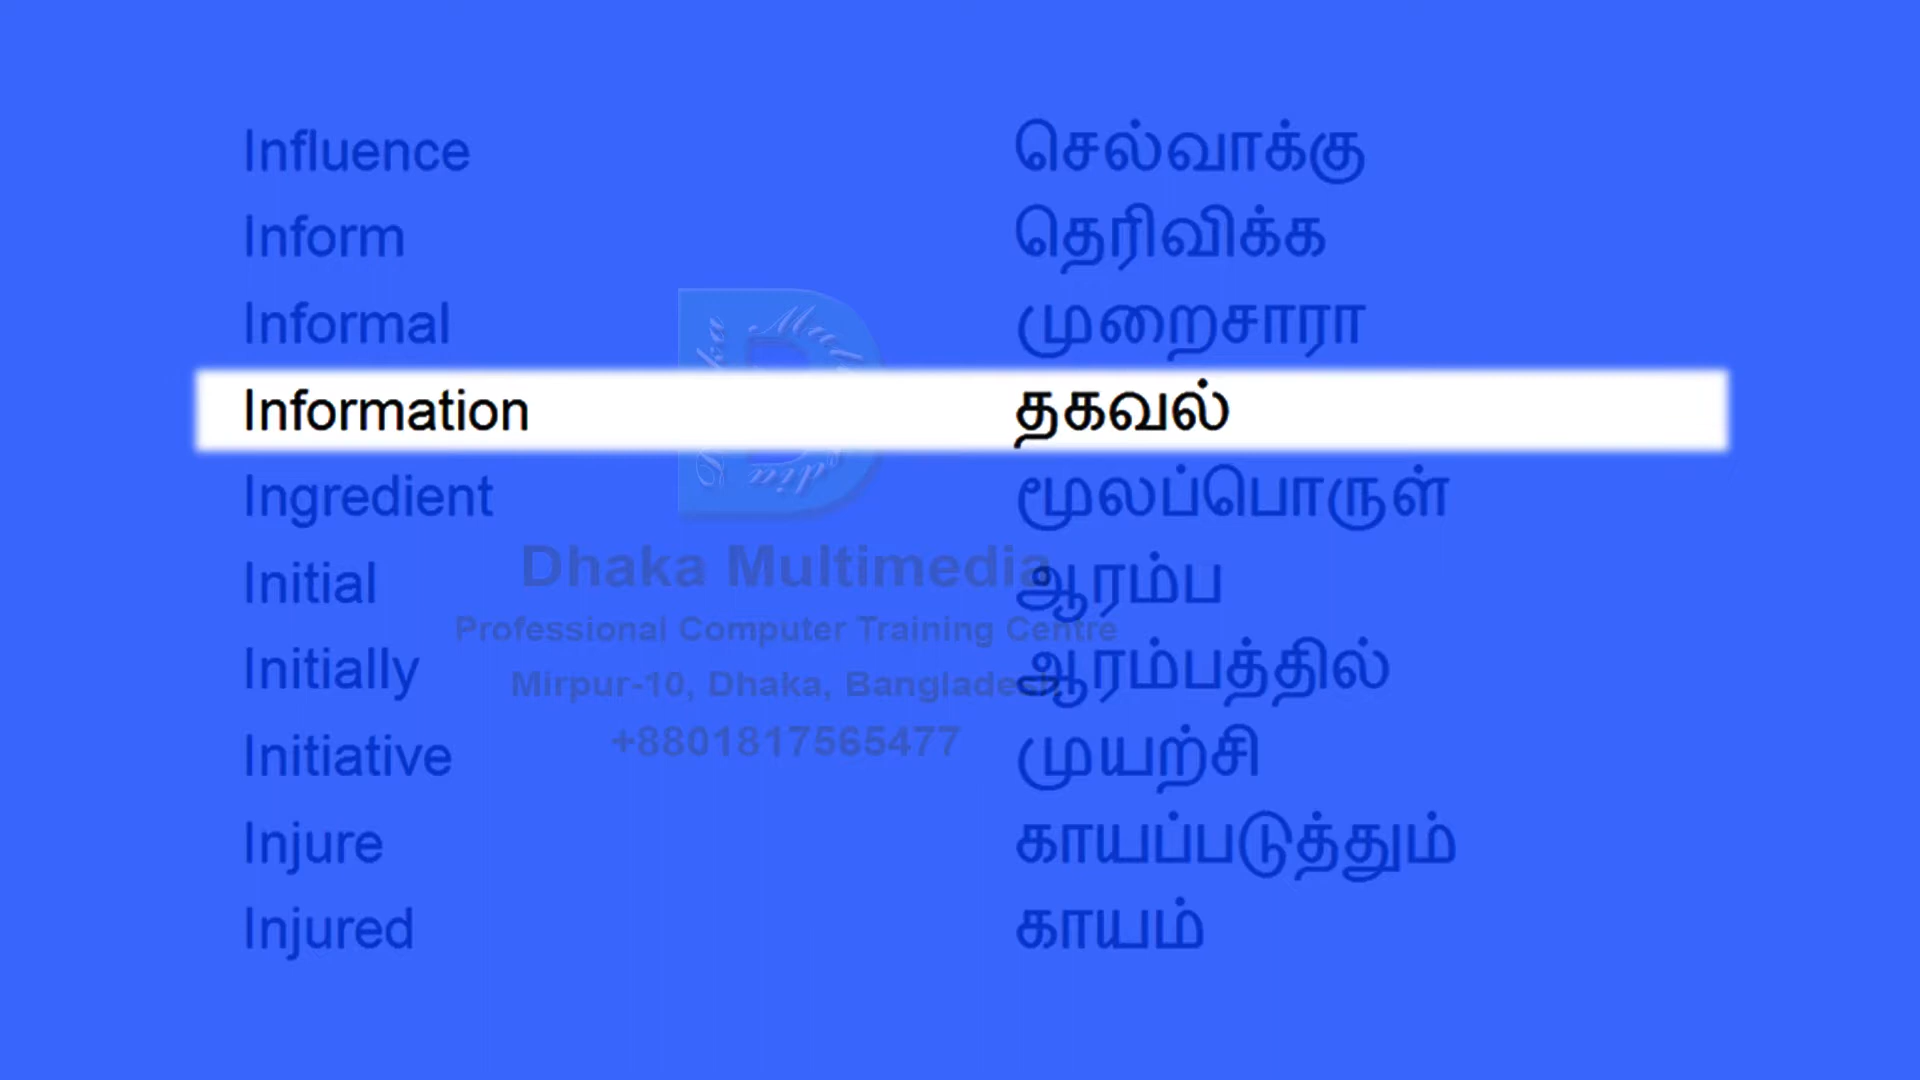 Influence செல்வாக்கு
Inform தெரிவிக்க
Informal முறைசாரா
Information தகவல்
Ingredient மூலப்பொருள்
Initial ஆரம்ப
Initially ஆரம்பத்தில்
Initiative முயற்சி
Injure காயப்படுத்தும்
Injured காயம்
D
Dhaka Multimedia
Professional Computer Training Centre
Mirpur-10, Dhaka, Bangladesh
+8801817565477